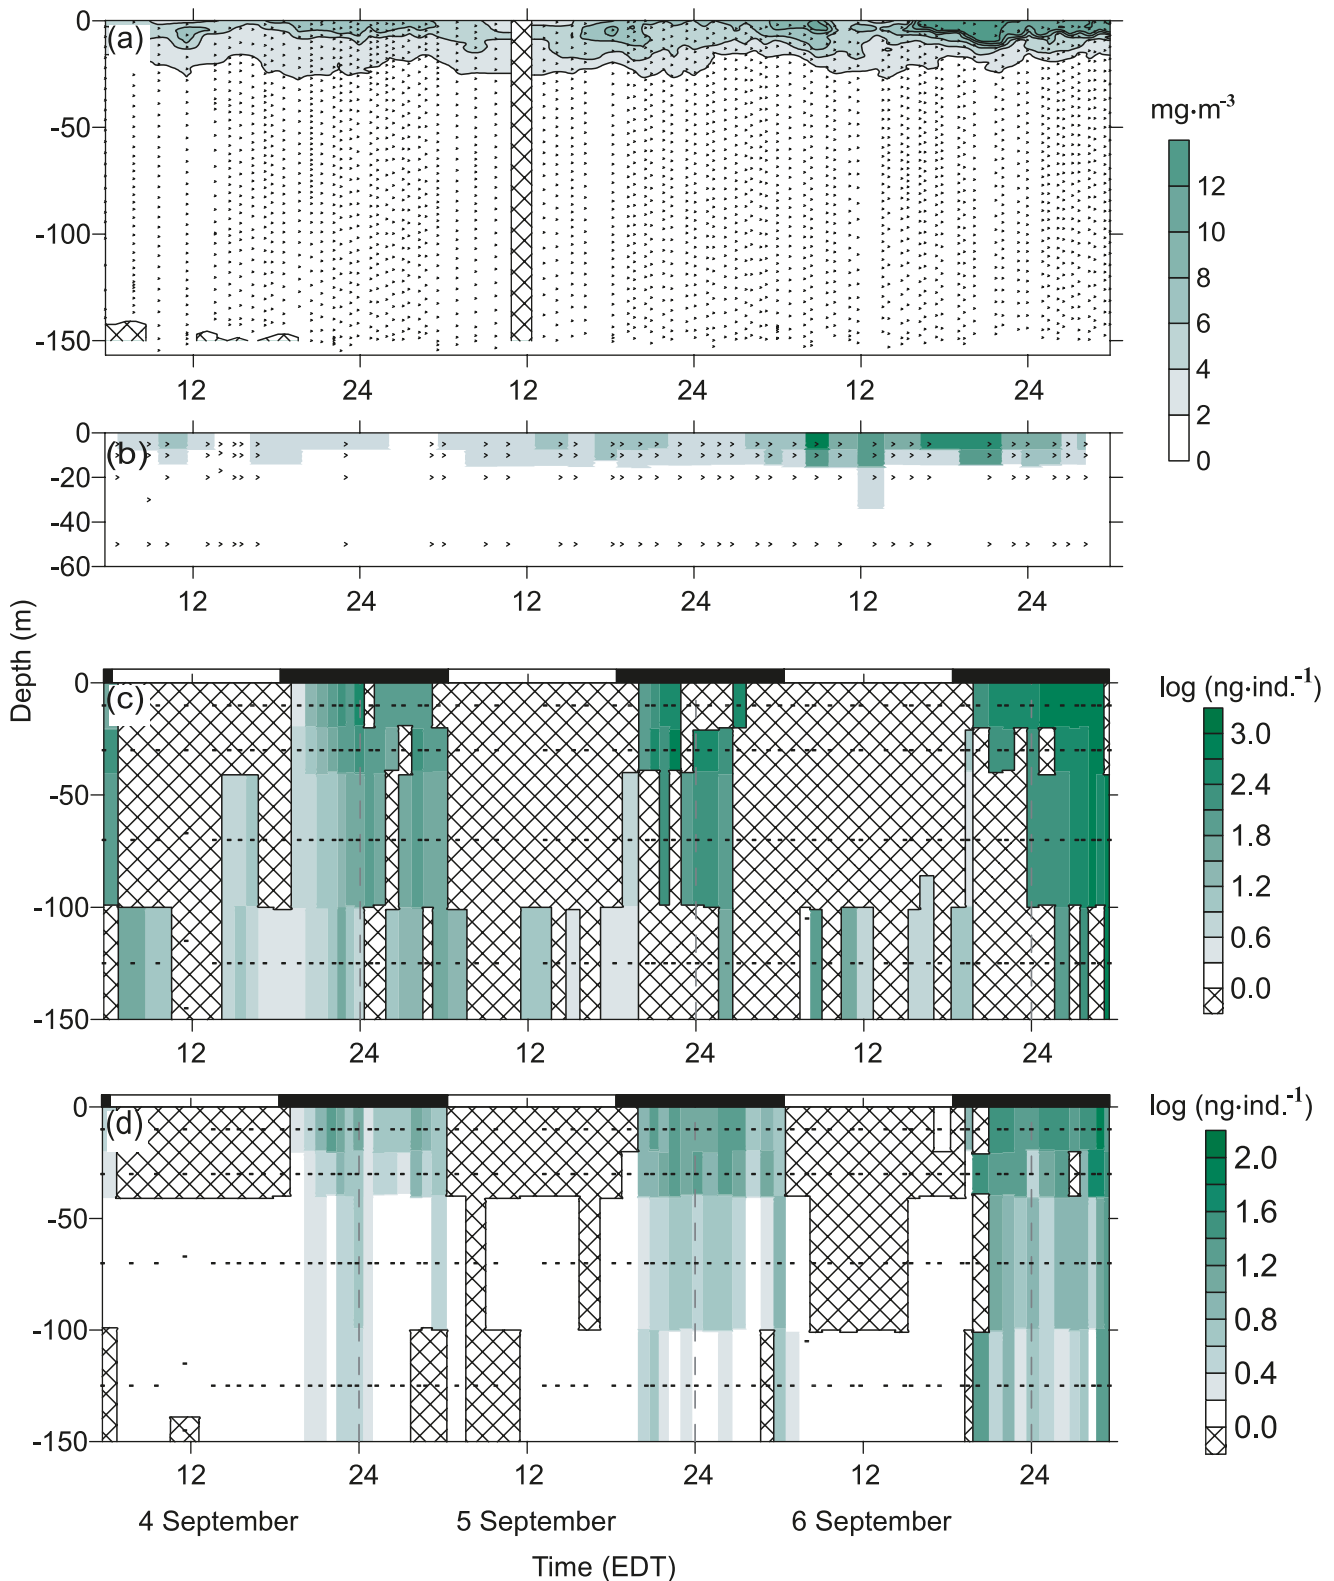 (a)
0
-50
-100
-150
12 24 12 24 12 24
mg·m⁻³
12
10
8
6
4
2
0
(b)
0
-20
-40
-60
12 24 12 24 12 24
Depth (m)
(c)
0
-50
-100
-150
12 24 12 24 12 24
log (ng·ind.⁻¹)
3.0
2.4
1.8
1.2
0.6
0.0
(d)
0
-50
-100
-150
12 24 12 24 12 24
log (ng·ind.⁻¹)
2.0
1.6
1.2
0.8
0.4
0.0
4 September 5 September 6 September
Time (EDT)